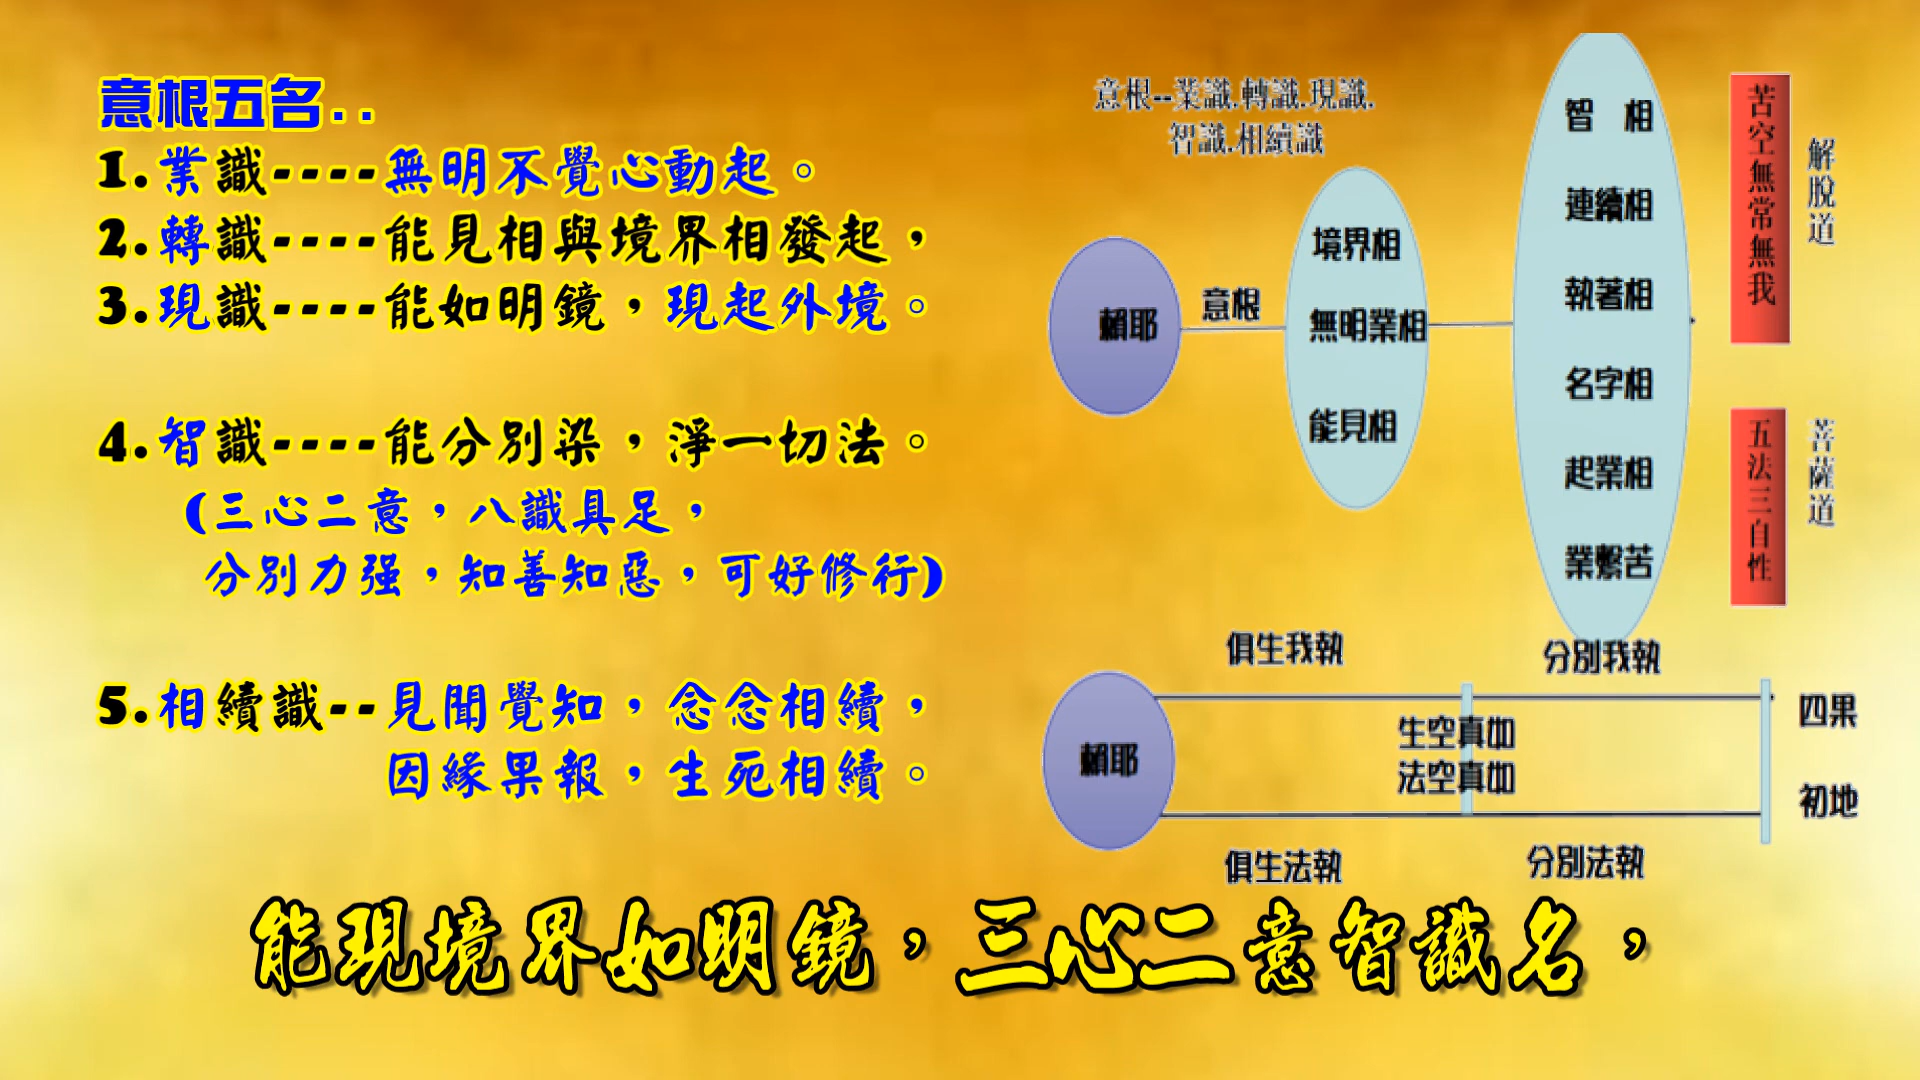 意根五名..
1.業識----無明不覺心動起。
2.轉識----能見相與境界相發起，
3.現識----能如明鏡，現起外境。
4.智識----能分別染，淨一切法。
(三心二意，八識具足，
分別力强，知善知惡，可好修行)
5.相續識--見聞覺知，念念相續，
因緣果報，生死相續。
意根--業識.轉識.現識.
智識.相續識
賴耶
意根
境界相
無明業相
能見相
智 相
連續相
執著相
名字相
起業相
業繫苦
苦空無常無我
解脫道
五法三自性
菩薩道
俱生我執
分別我執
賴耶
生空真如
法空真如
四果
初地
俱生法執
分別法執
能現境界如明鏡，三心二意智識名，